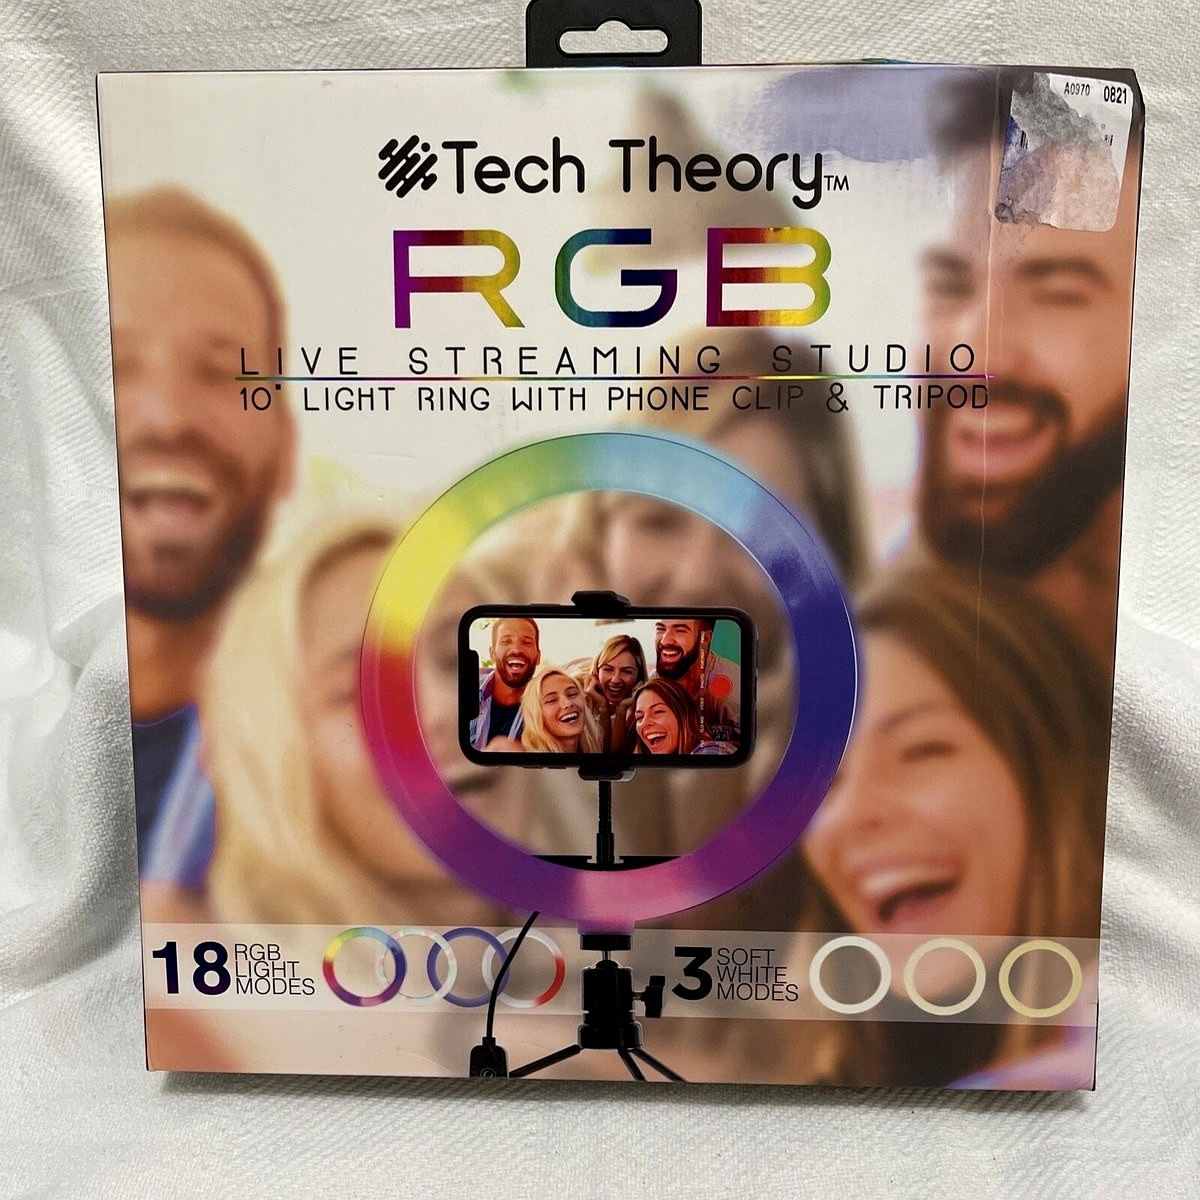 A0970 0821
Tech Theory™
RGB
LIVE STREAMING STUDIO
10" LIGHT RING WITH PHONE CLIP & TRIPOD
18 RGB
LIGHT
MODES
3 SOFT
WHITE
MODES